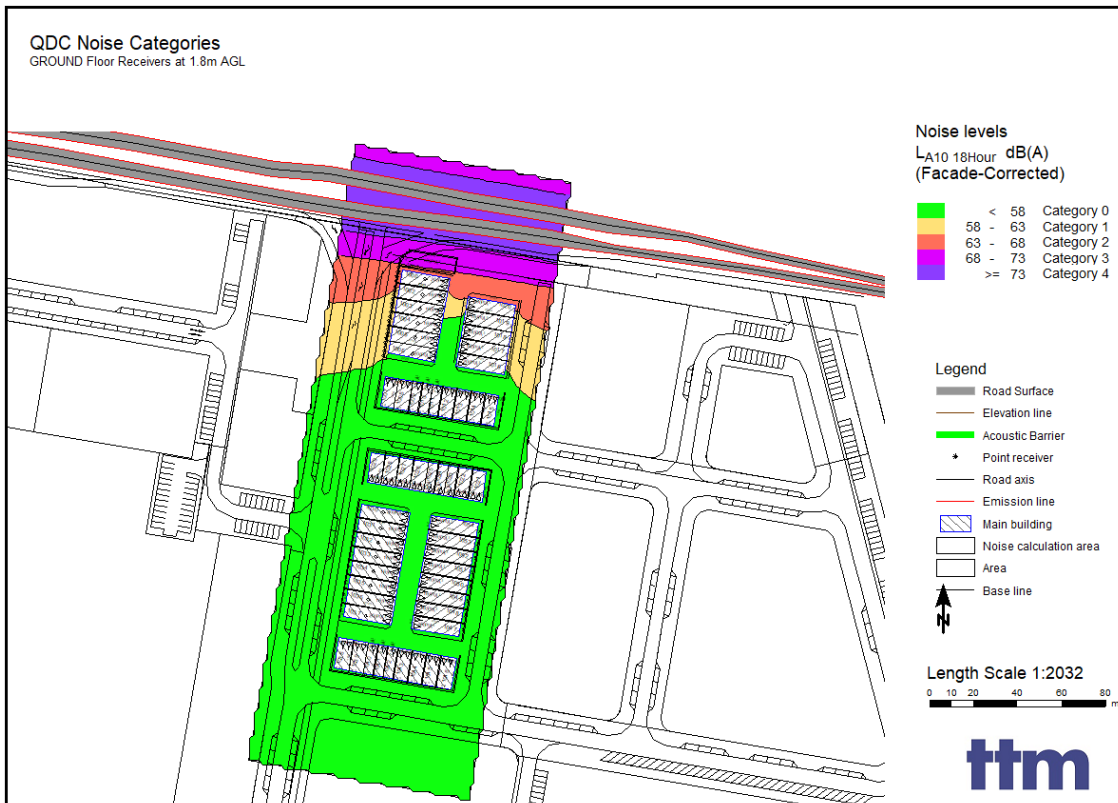 QDC Noise Categories
GROUND Floor Receivers at 1.8m AGL
Noise levels
LA10 18Hour dB(A)
(Facade-Corrected)
< 58 Category 0
58 - 63 Category 1
63 - 68 Category 2
68 - 73 Category 3
>= 73 Category 4
Legend
Road Surface
Elevation line
Acoustic Barrier
Point receiver
Road axis
Emission line
Main building
Noise calculation area
Area
Base line
N
Length Scale 1:2032
0 10 20 40 60 80
m
ttm